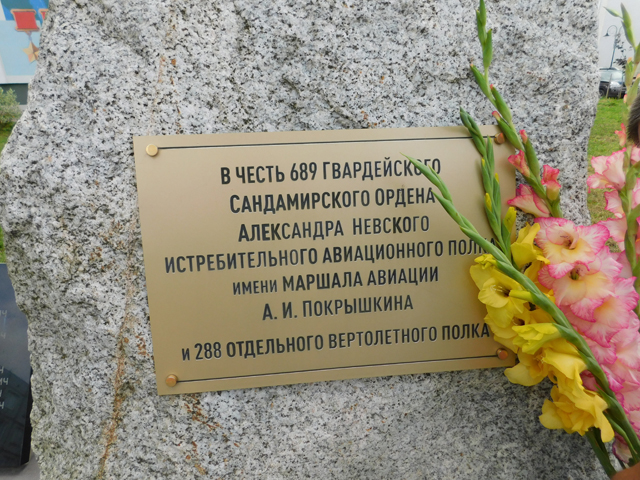 В ЧЕСТЬ 689 ГВАРДЕЙСКОГО
САНДАМИРСКОГО ОРДЕНА
АЛЕКСАНДРА НЕВСКОГО
ИСТРЕБИТЕЛЬНОГО АВИАЦИОННОГО ПОЛКА
ИМЕНИ МАРШАЛА АВИАЦИИ
А. И. ПОКРЫШКИНА
И 288 ОТДЕЛЬНОГО ВЕРТОЛЕТНОГО ПОЛКА